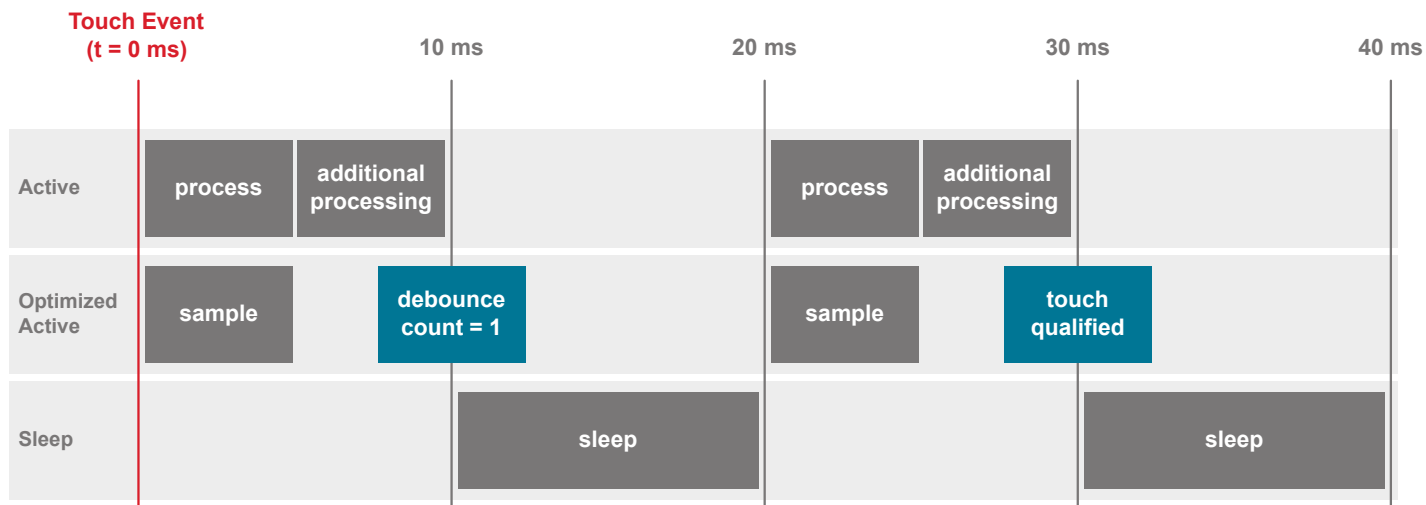 Touch Event
(t = 0 ms)
10 ms
20 ms
30 ms
40 ms
Active
process
additional
processing
process
additional
processing
Optimized
Active
sample
debounce
count = 1
sample
touch
qualified
Sleep
sleep
sleep